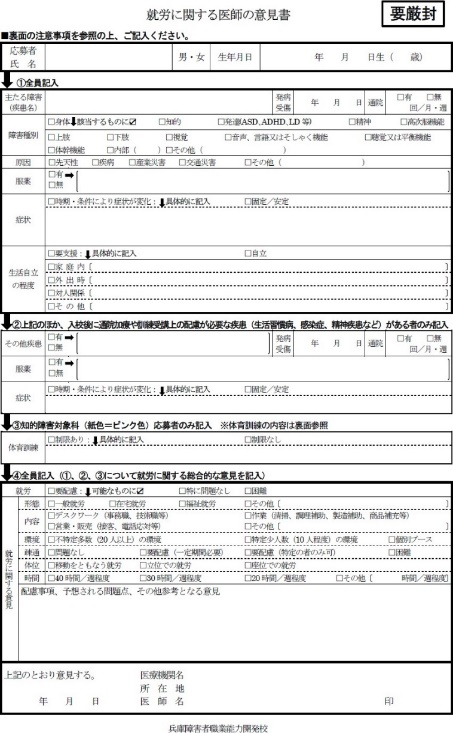 就労に関する医師の意見書
要厳封
■裏面の注意事項を参照の上、ご記入ください。
応募者氏名 男・女 生年月日 年 月 日生（ 歳）
①全員記入
主たる障害（疾患名） 発病受傷 年 月 通院 □有 □無 回／月・週
障害種別 □身体⬇該当するものに☑ □知的 □発達(ASD,ADHD,LD等) □精神 □高次脳機能
□上肢 □下肢 □視覚 □音声、言語又はそしゃく機能 □聴覚又は平衡機能
□体幹機能 □内部（ ） □その他（ ）
原因 □先天性 □疾病 □産業災害 □交通災害 □その他（ ）
服薬 □有➡
□無
症状 □時期・条件により症状が変化：⬇具体的に記入 □固定／安定
生活自立の程度 □要支援：⬇具体的に記入 □自立
□家庭内〔 〕
□外出時〔 〕
□対人関係〔 〕
□その他〔 〕
②上記のほか、入校後に通院加療や訓練受講上の配慮が必要な疾患（生活習慣病、感染症、精神疾患など）がある者のみ記入
その他疾患 □有➡ □無 発病受傷 年 月 通院 □有 □無 回／月・週
服薬 □有➡
□無
症状 □時期・条件により症状が変化：⬇具体的に記入 □固定／安定
③知的障害対象科（紙色＝ピンク色）応募者のみ記入 ※体育訓練の内容は裏面参照
体育訓練 □制限あり：⬇具体的に記入 □制限なし
④全員記入（①、②、③について就労に関する総合的な意見を記入）
就労に関する意見
就労 □要配慮：⬇可能なものに☑ □特に問題なし □困難
形態 □一般就労 □在宅就労 □福祉就労 □その他〔 〕
内容 □デスクワーク（事務職、技術職等） □作業（清掃、調理補助、製造補助、商品補充等）
□営業・販売（接客、電話応対等） □その他〔 〕
環境 □不特定多数（20人以上）の環境 □特定少人数（10人程度）の環境 □個別ブース
疎通 □問題なし □要配慮（一定期間必要） □要配慮（特定の者のみ可） □困難
体位 □移動をともなう就労 □立位での就労 □座位での就労
時間 □40時間／週程度 □30時間／週程度 □20時間／週程度 □その他〔 時間／週程度〕
配慮事項、予想される問題点、その他参考となる意見
上記のとおり意見する。 医療機関名
所在地
年 月 日 医師名 印
兵庫障害者職業能力開発校